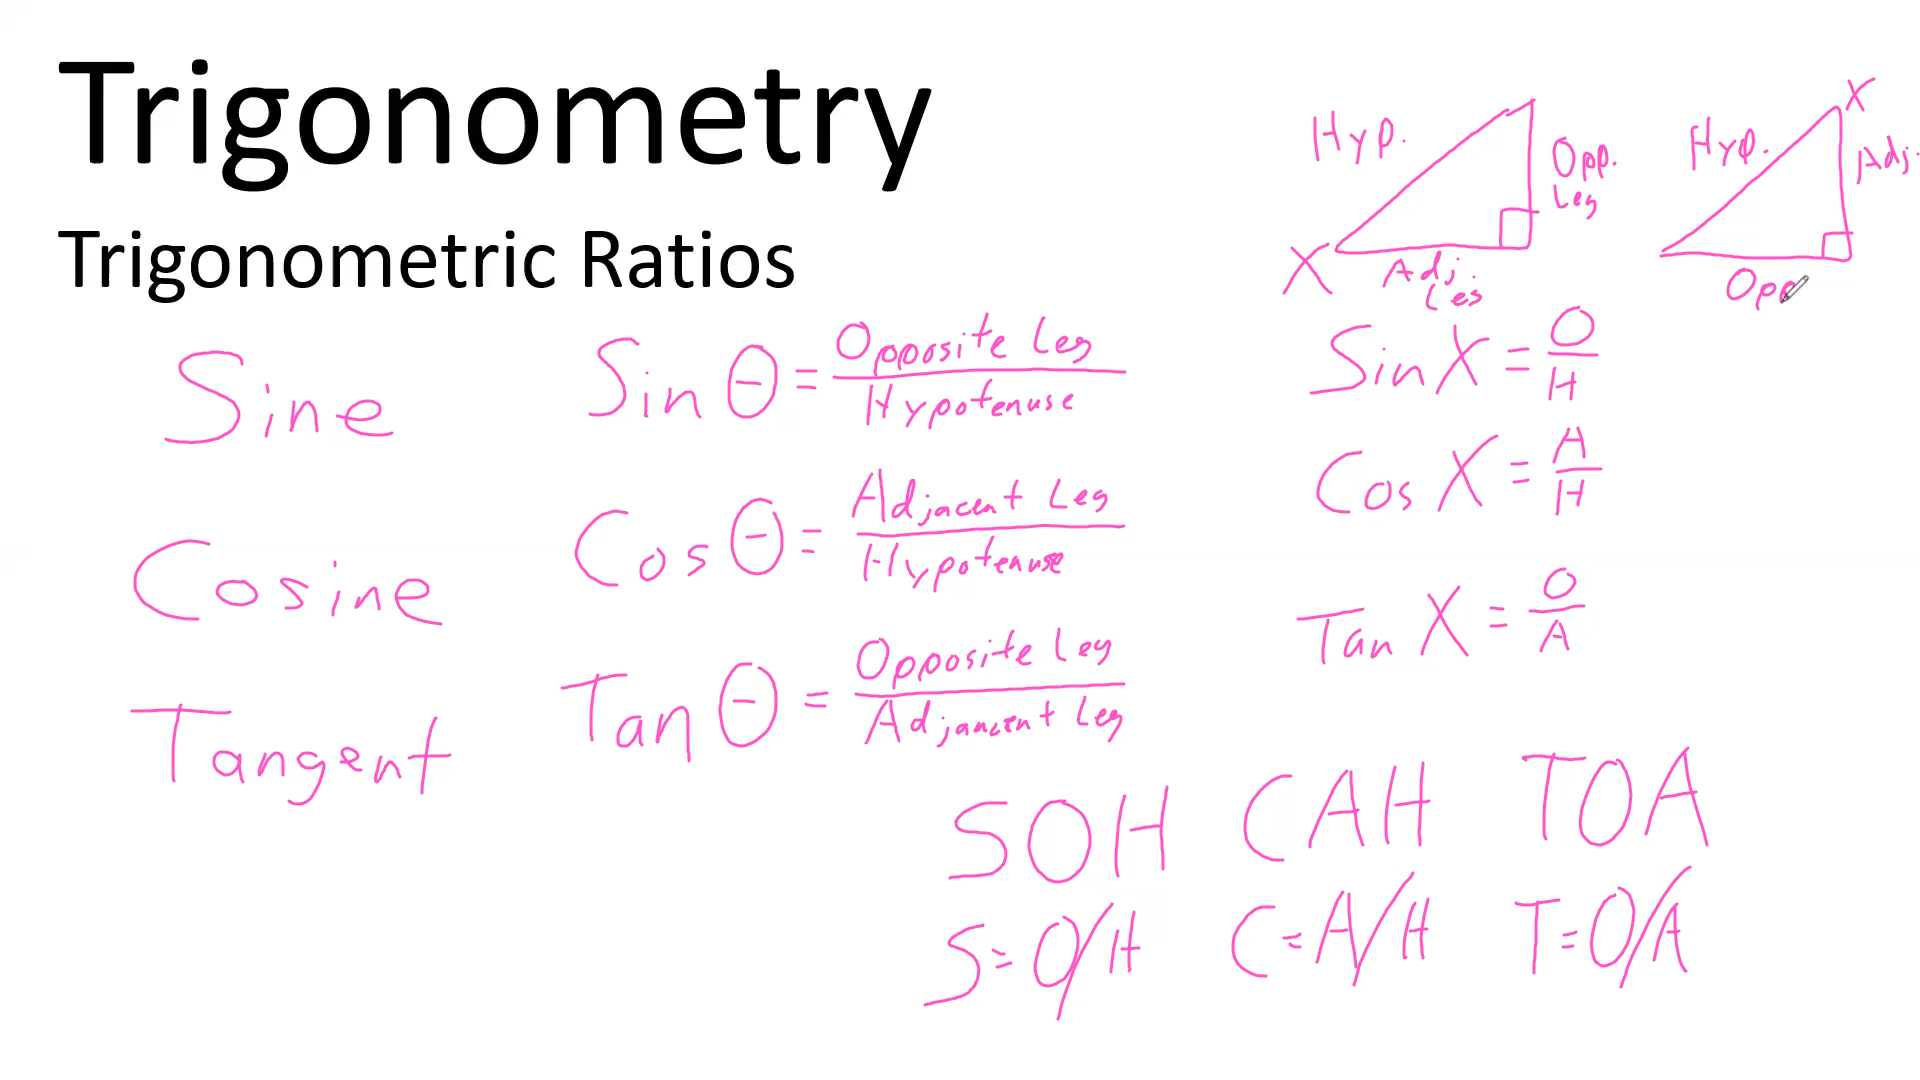 Trigonometry
Trigonometric Ratios
Sine
Cosine
Tangent
Sin θ = Opposite Leg / Hypotenuse
Cos θ = Adjacent Leg / Hypotenuse
Tan θ = Opposite Leg / Adjancent Leg
Hyp.
Opp.
Leg
X
Adj.
Leg
X
Hyp.
Adj.
Opp
Sin X = O / H
Cos X = A / H
Tan X = O / A
SOH CAH TOA
S = O/H C = A/H T = O/A